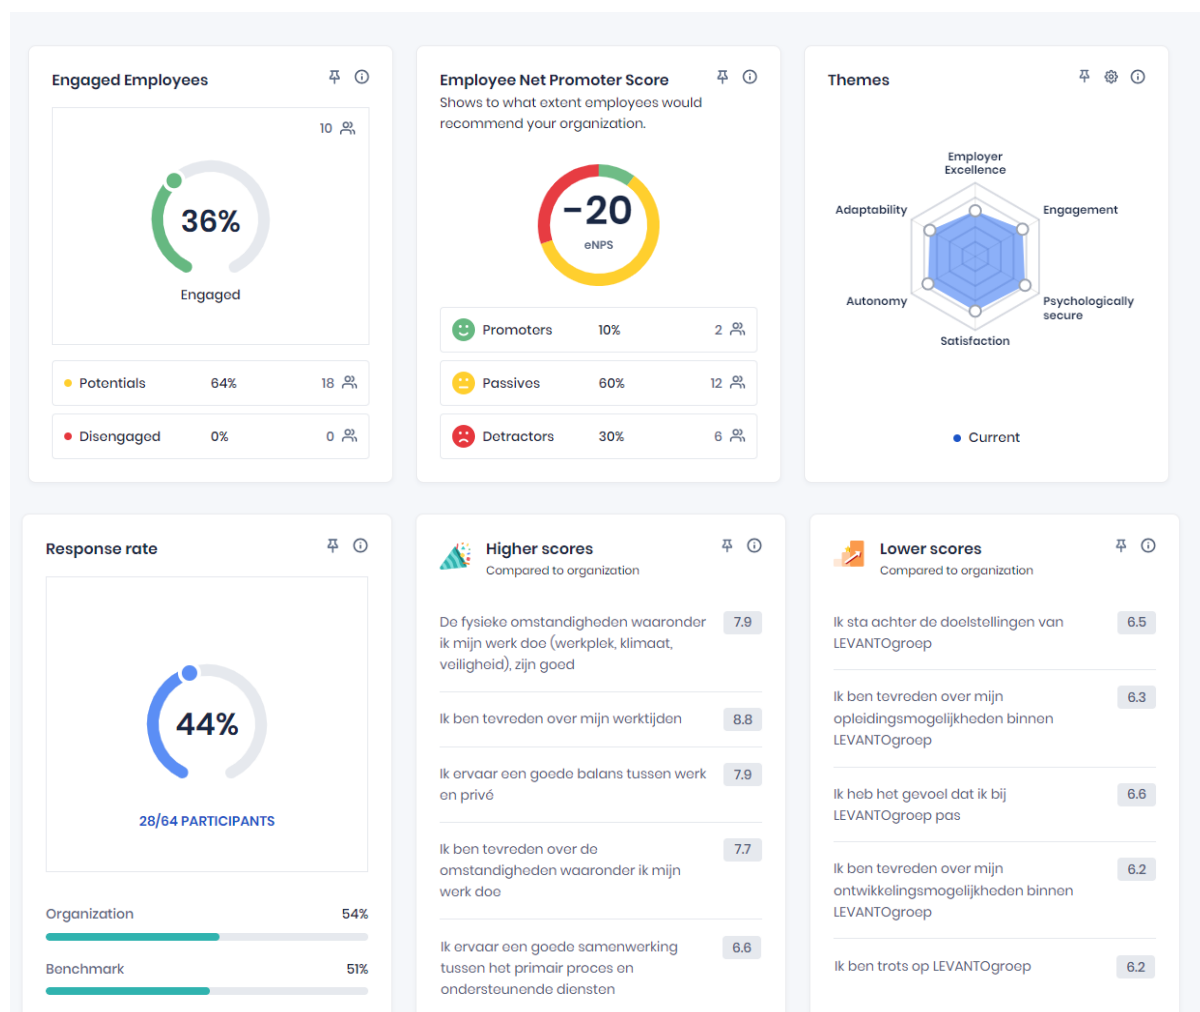 Engaged Employees
10
36%
Engaged
Potentials 64% 18
Disengaged 0% 0
Employee Net Promoter Score
Shows to what extent employees would
recommend your organization.
-20
eNPS
Promoters 10% 2
Passives 60% 12
Detractors 30% 6
Themes
Employer
Excellence
Adaptability
Engagement
Autonomy
Psychologically
secure
Satisfaction
Current
Response rate
44%
28/64 PARTICIPANTS
Organization 54%
Benchmark 51%
Higher scores
Compared to organization
De fysieke omstandigheden waaronder 7.9
ik mijn werk doe (werkplek, klimaat,
veiligheid), zijn goed
Ik ben tevreden over mijn werktijden 8.8
Ik ervaar een goede balans tussen werk 7.9
en privé
Ik ben tevreden over de 7.7
omstandigheden waaronder ik mijn
werk doe
Ik ervaar een goede samenwerking 6.6
tussen het primair proces en
ondersteunende diensten
Lower scores
Compared to organization
Ik sta achter de doelstellingen van 6.5
LEVANTOgroep
Ik ben tevreden over mijn 6.3
opleidingsmogelijkheden binnen
LEVANTOgroep
Ik heb het gevoel dat ik bij 6.6
LEVANTOgroep pas
Ik ben tevreden over mijn 6.2
ontwikkelingsmogelijkheden binnen
LEVANTOgroep
Ik ben trots op LEVANTOgroep 6.2